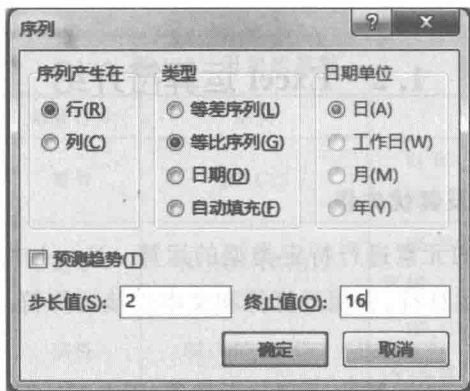 序列
序列产生在
行(R)
列(C)
类型
等差序列(L)
等比序列(G)
日期(D)
自动填充(F)
日期单位
日(A)
工作日(W)
月(M)
年(Y)
预测趋势(T)
步长值(S): 2 终止值(O): 16
确定 取消